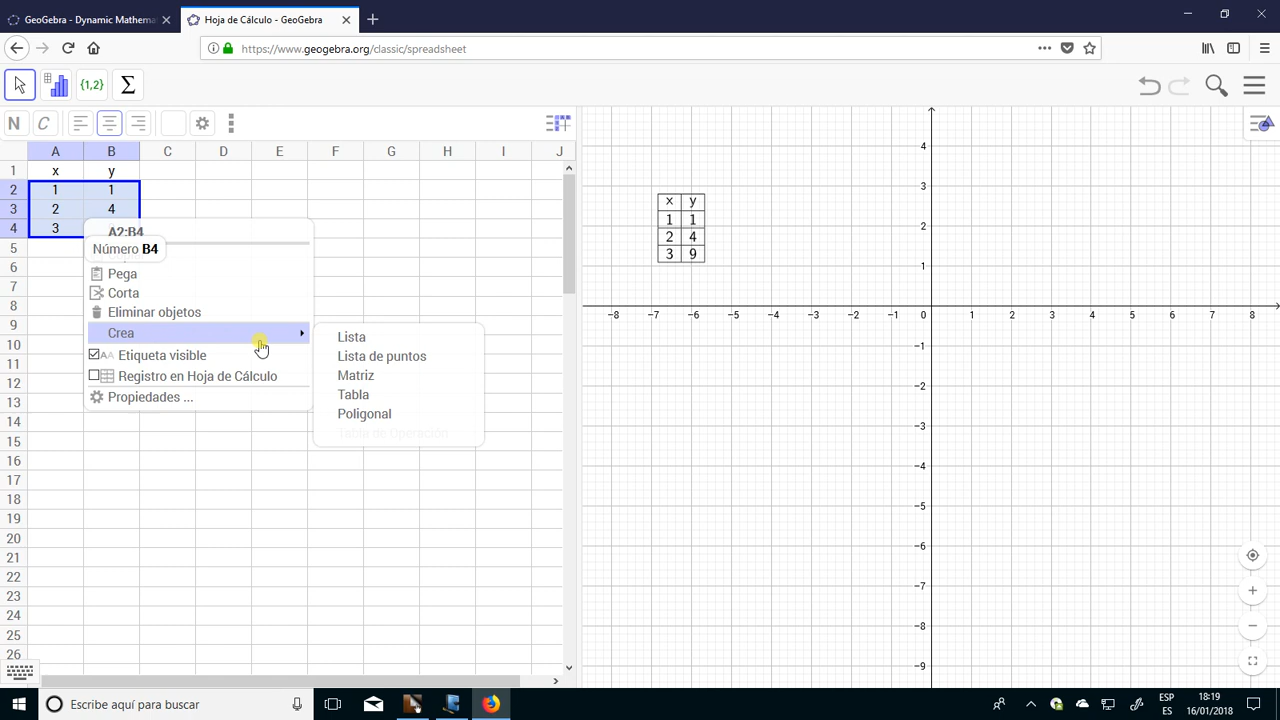 GeoGebra - Dynamic Mathema
Hoja de Cálculo - GeoGebra
https://www.geogebra.org/classic/spreadsheet
{1,2} Σ
N C
A B C D E F G H I J
1 x y
2 1 1
3 2 4
4 3
A2:B4
Número B4
Pega
Corta
Eliminar objetos
Crea
AA Etiqueta visible
Registro en Hoja de Cálculo
Propiedades ...
Lista
Lista de puntos
Matriz
Tabla
Poligonal
Tabla de Operación
5
6
7
8
9
10
11
12
13
14
15
16
17
18
19
20
21
22
23
24
25
26
x y
1 1
2 4
3 9
4
3
2
1
-8 -7 -6 -5 -4 -3 -2 -1 0 1 2 3 4 5 6 7 8
-1
-2
-3
-4
-5
-6
-7
-8
-9
Escribe aquí para buscar
ESP
ES
18:19
16/01/2018